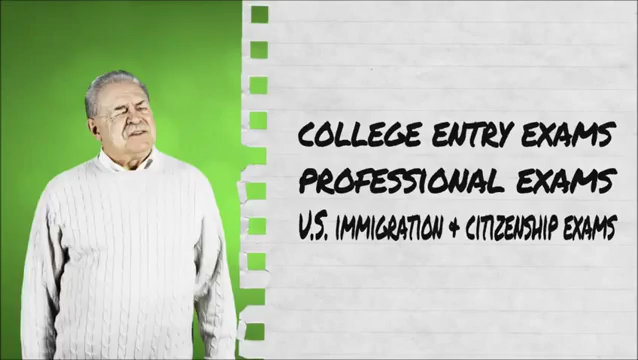 COLLEGE ENTRY EXAMS
PROFESSIONAL EXAMS
U.S. IMMIGRATION & CITIZENSHIP EXAMS